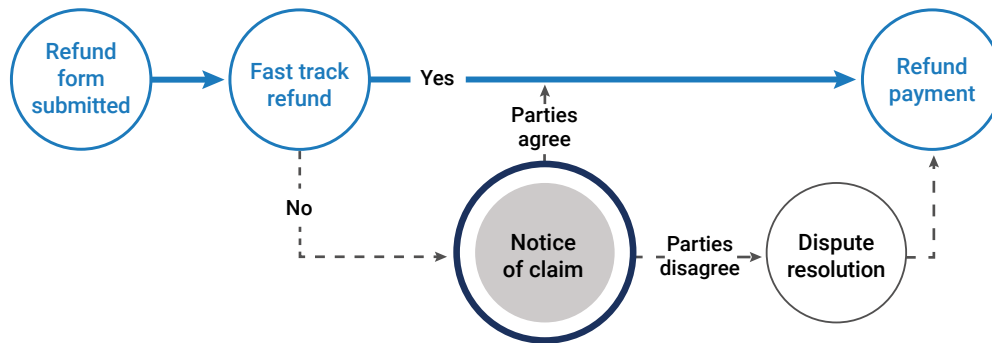 Refund
form
submitted
Fast track
refund
Yes
Refund
payment
Parties
agree
No
Notice
of claim
Parties
disagree
Dispute
resolution